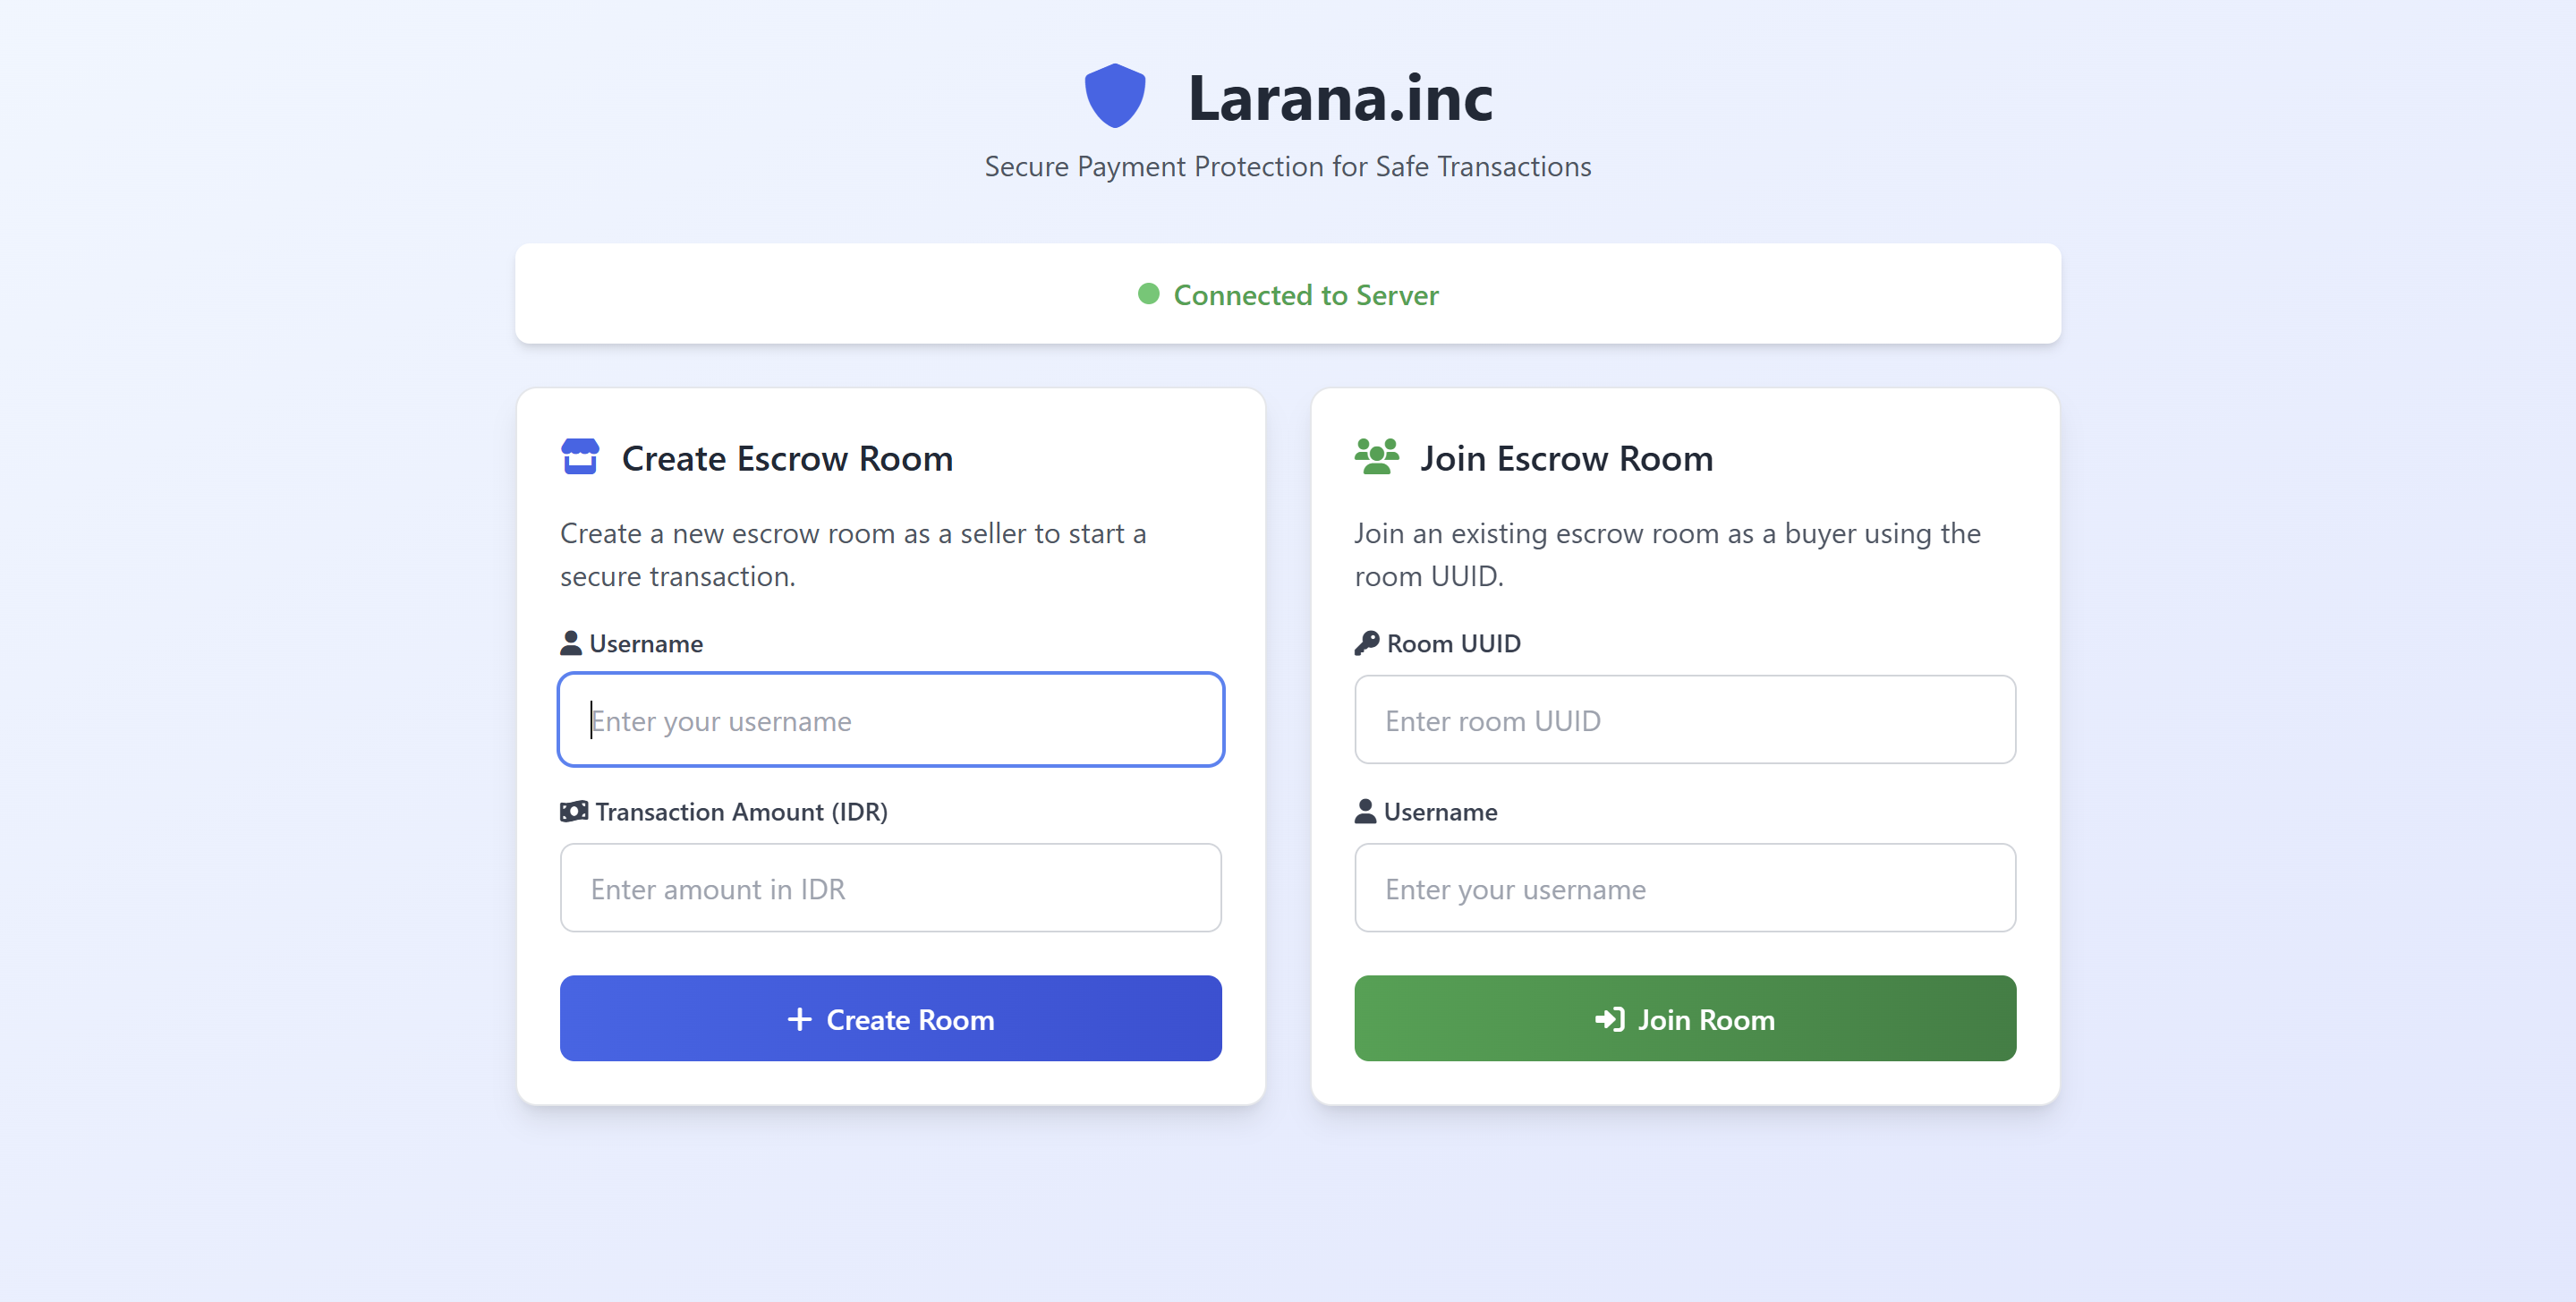 Larana.inc
Secure Payment Protection for Safe Transactions
Connected to Server
Create Escrow Room
Create a new escrow room as a seller to start a
secure transaction.
Username
Enter your username
Transaction Amount (IDR)
Enter amount in IDR
Create Room
Join Escrow Room
Join an existing escrow room as a buyer using the
room UUID.
Room UUID
Enter room UUID
Username
Enter your username
Join Room